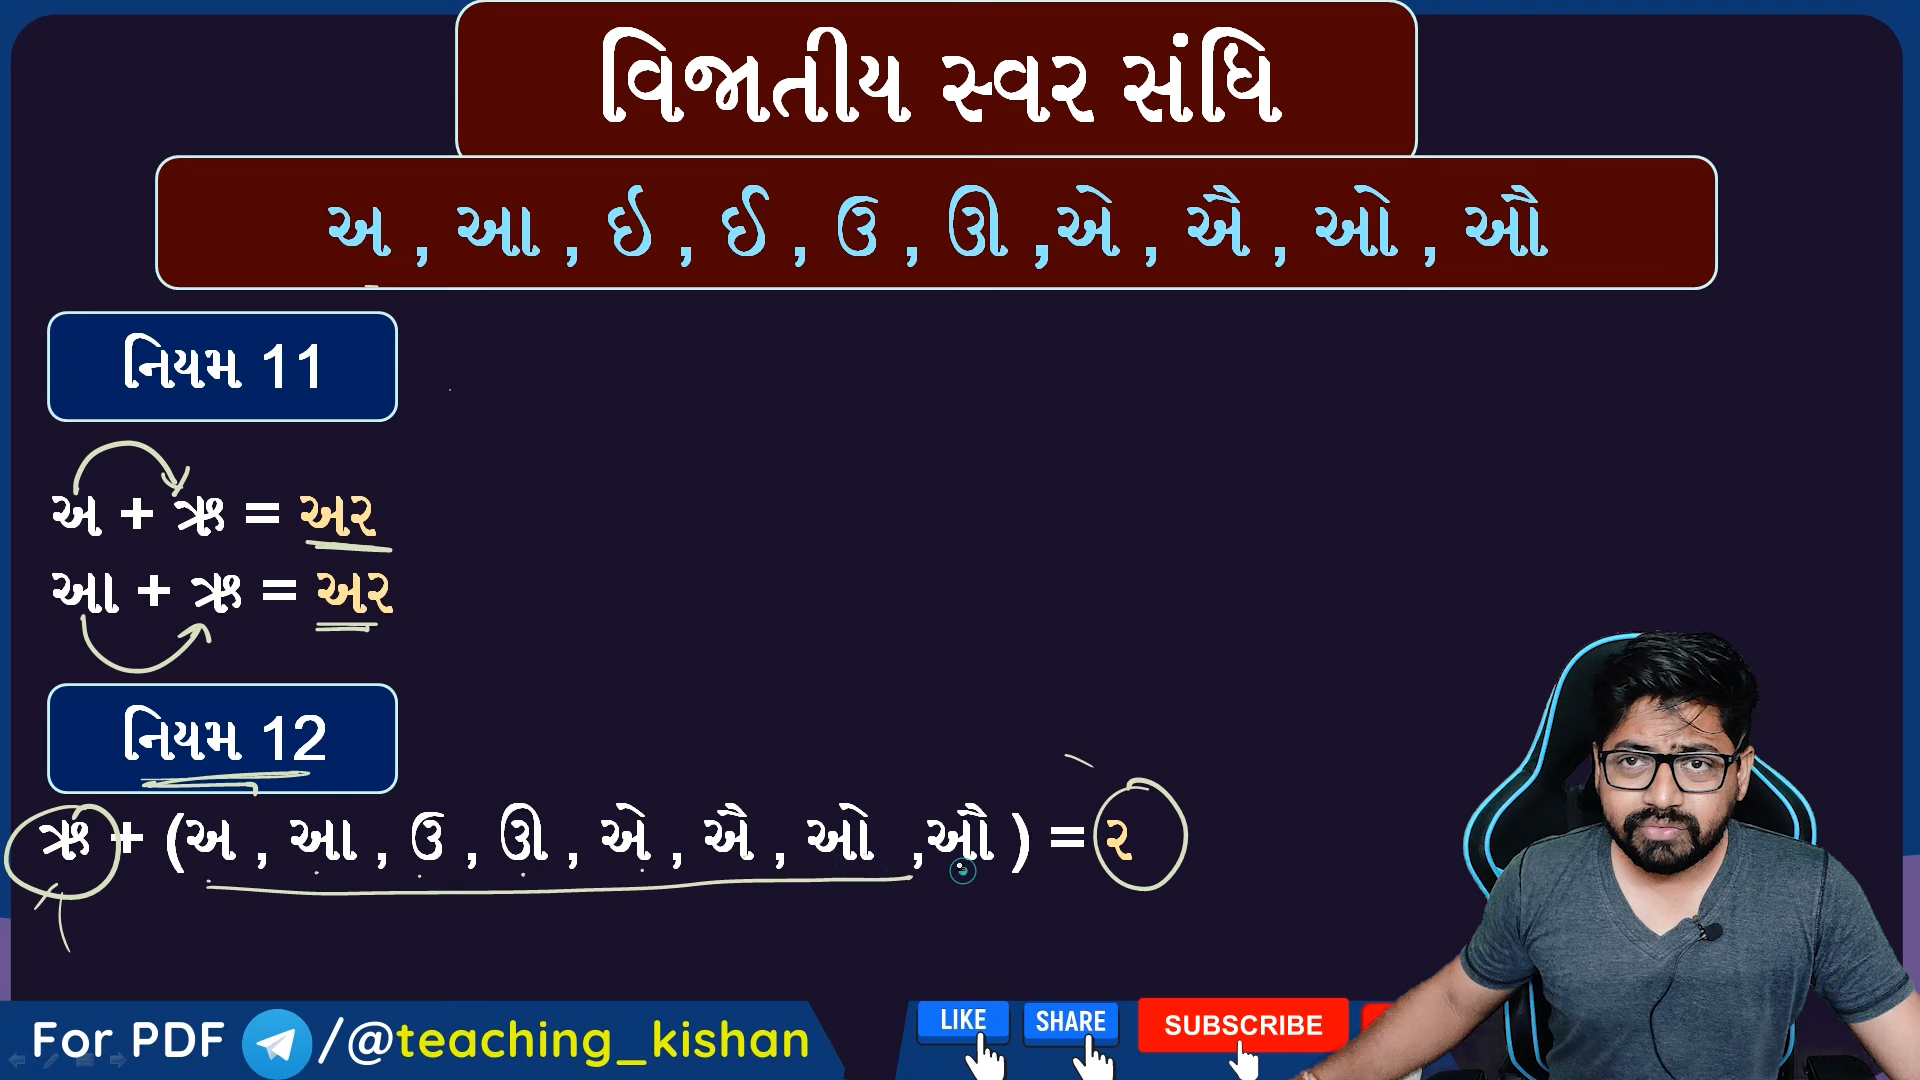 વિજાતીય સ્વર સંધિ
અ , આ , ઇ , ઈ , ઉ , ઊ ,એ , ઐ , ઓ , ઔ
નિયમ 11
અ + ઋ = અર
આ + ઋ = અર
નિયમ 12
ઋ + (અ , આ , ઉ , ઊ , એ , ઐ , ઓ ,ઔ ) = ર
For PDF /@teaching_kishan
LIKE SHARE SUBSCRIBE